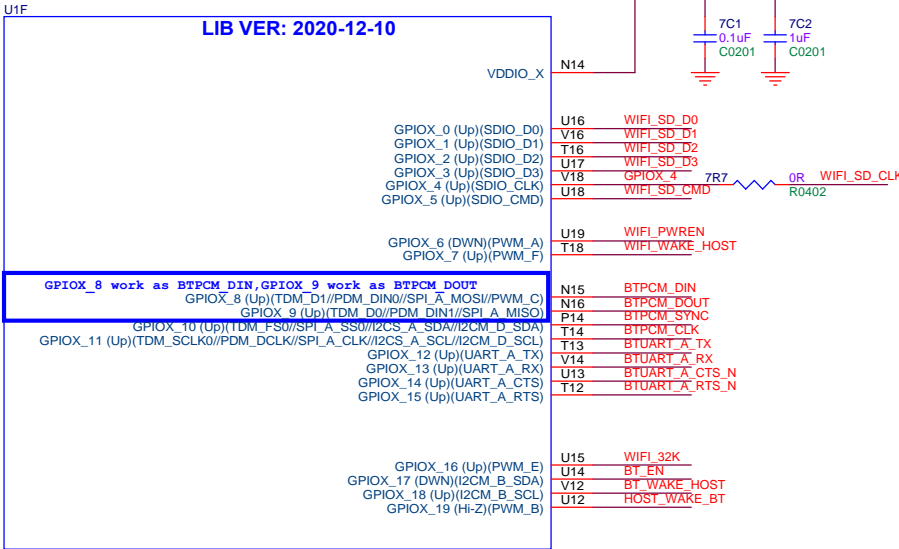 U1F
LIB VER: 2020-12-10
7C1
0.1uF
C0201
7C2
1uF
C0201
VDDIO_X N14
GPIOX_0 (Up)(SDIO_D0) U16 WIFI_SD_D0
GPIOX_1 (Up)(SDIO_D1) V16 WIFI_SD_D1
GPIOX_2 (Up)(SDIO_D2) T16 WIFI_SD_D2
GPIOX_3 (Up)(SDIO_D3) U17 WIFI_SD_D3
GPIOX_4 (Up)(SDIO_CLK) V18 GPIOX_4 7R7 0R WIFI_SD_CLK
R0402
GPIOX_5 (Up)(SDIO_CMD) U18 WIFI_SD_CMD
GPIOX_6 (DWN)(PWM_A) U19 WIFI_PWREN
GPIOX_7 (Up)(PWM_F) T18 WIFI_WAKE_HOST
GPIOX_8 work as BTPCM_DIN,GPIOX_9 work as BTPCM_DOUT
GPIOX_8 (Up)(TDM_D1//PDM_DIN0//SPI_A_MOSI//PWM_C) N15 BTPCM_DIN
GPIOX_9 (Up)(TDM_D0//PDM_DIN1//SPI_A_MISO) N16 BTPCM_DOUT
GPIOX_10 (Up)(TDM_FS0//SPI_A_SS0//I2CS_A_SDA//I2CM_D_SDA) P14 BTPCM_SYNC
GPIOX_11 (Up)(TDM_SCLK0//PDM_DCLK//SPI_A_CLK//I2CS_A_SCL//I2CM_D_SCL) T14 BTPCM_CLK
GPIOX_12 (Up)(UART_A_TX) T13 BTUART_A_TX
GPIOX_13 (Up)(UART_A_RX) V14 BTUART_A_RX
GPIOX_14 (Up)(UART_A_CTS) U13 BTUART_A_CTS_N
GPIOX_15 (Up)(UART_A_RTS) T12 BTUART_A_RTS_N
GPIOX_16 (Up)(PWM_E) U15 WIFI_32K
GPIOX_17 (DWN)(I2CM_B_SDA) U14 BT_EN
GPIOX_18 (Up)(I2CM_B_SCL) V12 BT_WAKE_HOST
GPIOX_19 (Hi-Z)(PWM_B) U12 HOST_WAKE_BT